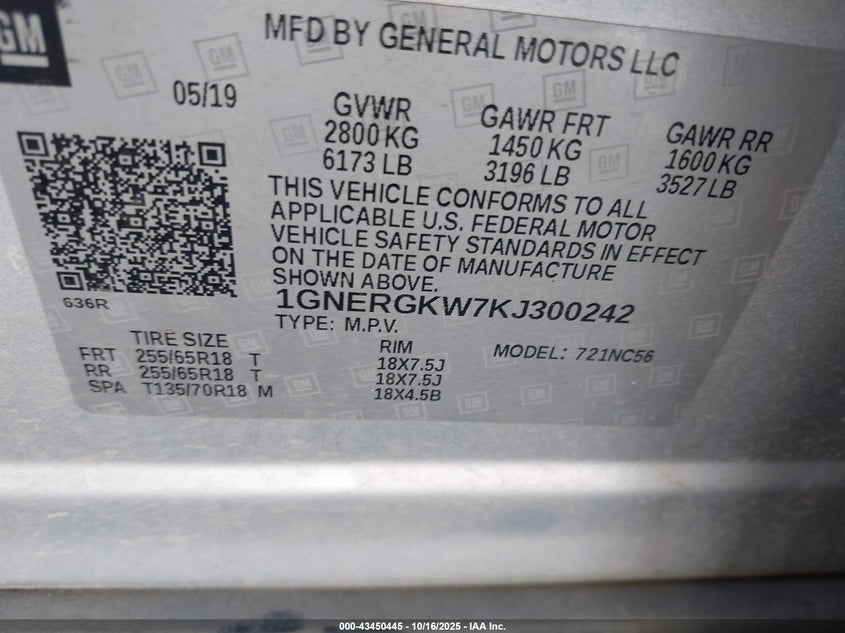 GM
MFD BY GENERAL MOTORS LLC
05/19
GVWR GAWR FRT GAWR RR
2800 KG 1450 KG 1600 KG
6173 LB 3196 LB 3527 LB
THIS VEHICLE CONFORMS TO ALL
APPLICABLE U.S. FEDERAL MOTOR
VEHICLE SAFETY STANDARDS IN EFFECT
ON THE DATE OF MANUFACTURE
SHOWN ABOVE.
636R
1GNERGKW7KJ300242
TYPE: M.P.V.
TIRE SIZE RIM MODEL: 721NC56
FRT 255/65R18 T 18X7.5J
RR 255/65R18 T 18X7.5J
SPA T135/70R18 M 18X4.5B
000-43450445 - 10/16/2025 - IAA Inc.